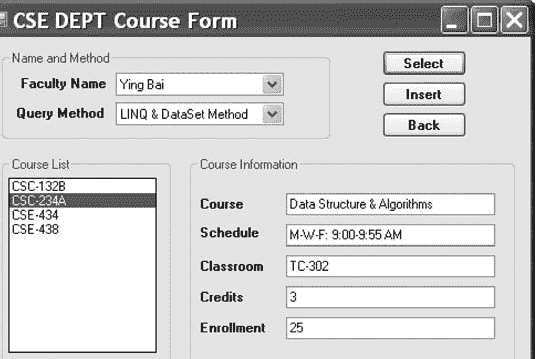 CSE DEPT Course Form
Name and Method
Faculty Name Ying Bai
Query Method LINQ & DataSet Method
Select
Insert
Back
Course List
CSC-132B
CSC-234A
CSE-434
CSE-438
Course Information
Course Data Structure & Algorithms
Schedule M-W-F: 9:00-9:55 AM
Classroom TC-302
Credits 3
Enrollment 25